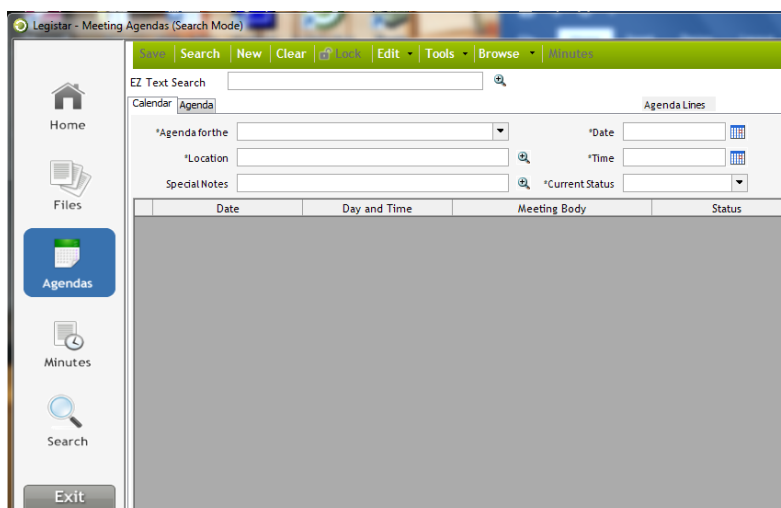 Legistar - Meeting Agendas (Search Mode)
Save Search New Clear Lock Edit Tools Browse Minutes
EZ Text Search
Calendar Agenda Agenda Lines
*Agenda forthe *Date
*Location *Time
Special Notes *Current Status
Date Day and Time Meeting Body Status
Home
Files
Agendas
Minutes
Search
Exit